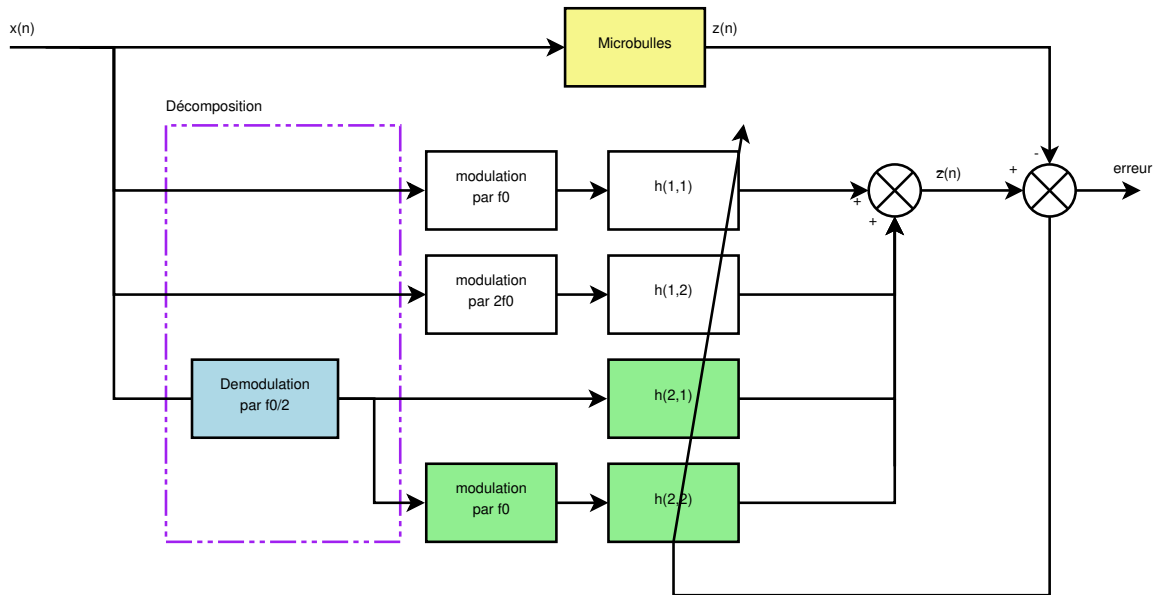 x(n)
Microbulles
z(n)
Décomposition
-
erreur
modulation
par f0
h(1,1)
+
+
z(n)
+
modulation
par 2f0
h(1,2)
Demodulation
par f0/2
h(2,1)
modulation
par f0
h(2,2)